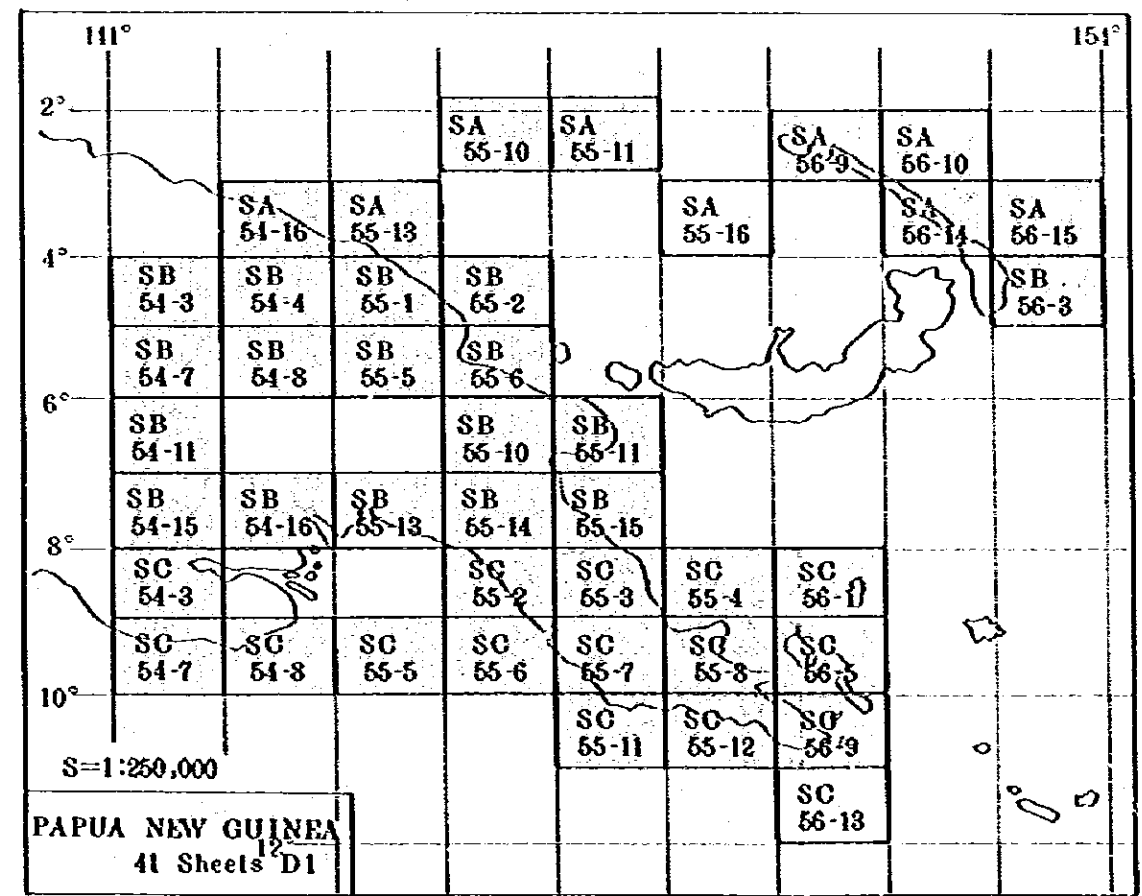 141° 154°
2°
SA
55-10
SA
55-11
SA
56-9
SA
56-10
SA
54-16
SA
55-13
SA
55-16
SA
56-14
SA
56-15
4°
SB
54-3
SB
54-4
SB
55-1
SB
55-2
SB
56-3
SB
54-7
SB
54-8
SB
55-5
SB
55-6
6°
SB
54-11
SB
55-10
SB
55-11
SB
54-15
SB
54-16
SB
55-13
SB
55-14
SB
55-15
8°
SC
54-3
SC
55-2
SC
55-3
SC
55-4
SC
56-1
SC
54-7
SC
54-8
SC
55-5
SC
55-6
SC
55-7
SC
55-8
SC
56-5
10°
SC
55-11
SC
55-12
SC
56-9
S=1:250,000
SC
56-13
PAPUA NEW GUINEA
12°
41 Sheets D1